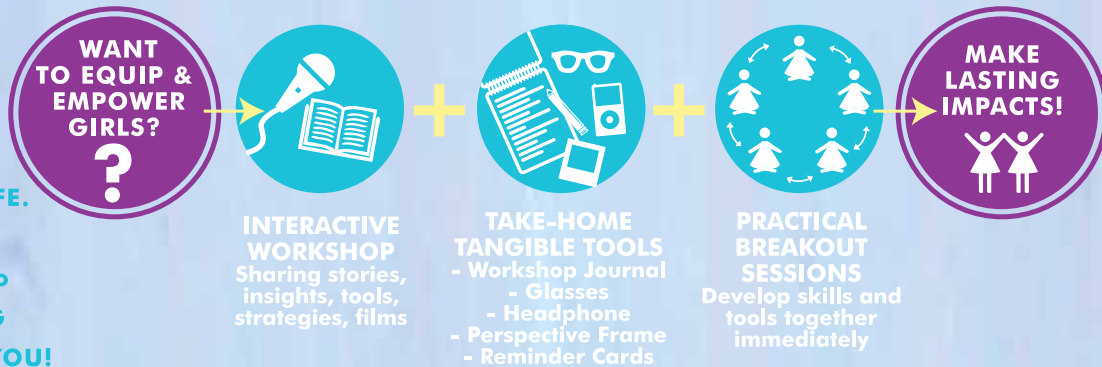 WANT
TO EQUIP &
EMPOWER
GIRLS?
?
INTERACTIVE
WORKSHOP
Sharing stories,
insights, tools,
strategies, films
TAKE-HOME
TANGIBLE TOOLS
- Workshop Journal
- Glasses
- Headphone
- Perspective Frame
- Reminder Cards
PRACTICAL
BREAKOUT
SESSIONS
Develop skills and
tools together
immediately
MAKE
LASTING
IMPACTS!
YOU!